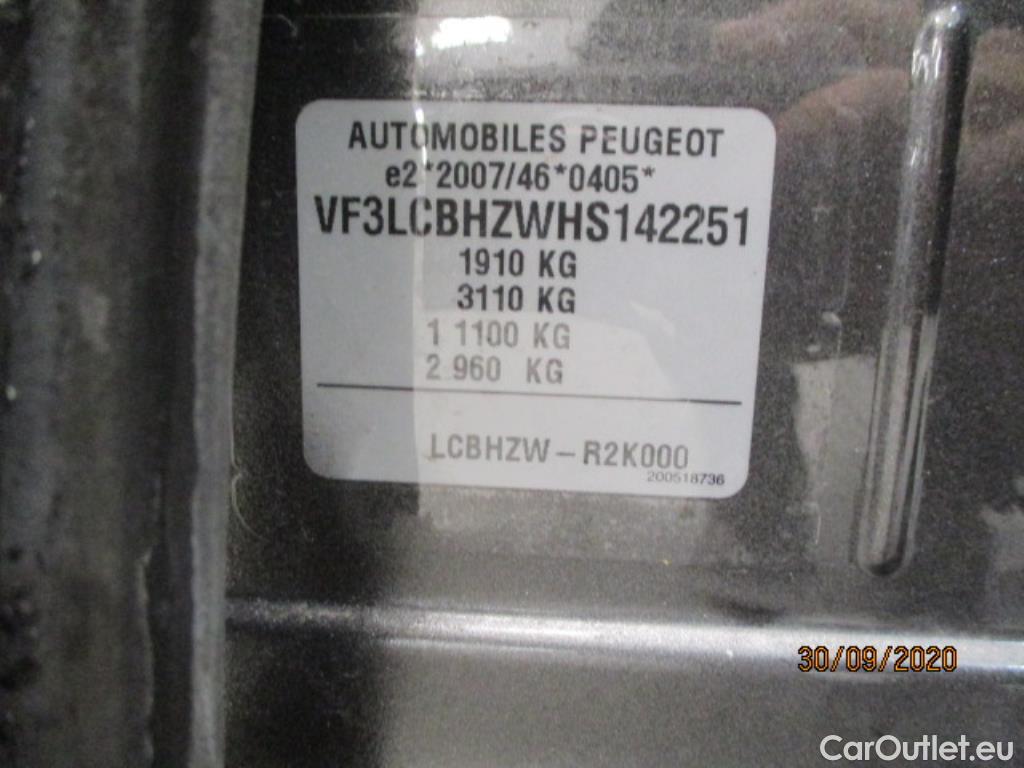 AUTOMOBILES PEUGEOT
e2*2007/46*0405*
VF3LCBHZWHS142251
1910 KG
3110 KG
1 1100 KG
2 960 KG
LCBHZW-R2K000
200518736
30/09/2020
CarOutlet.eu